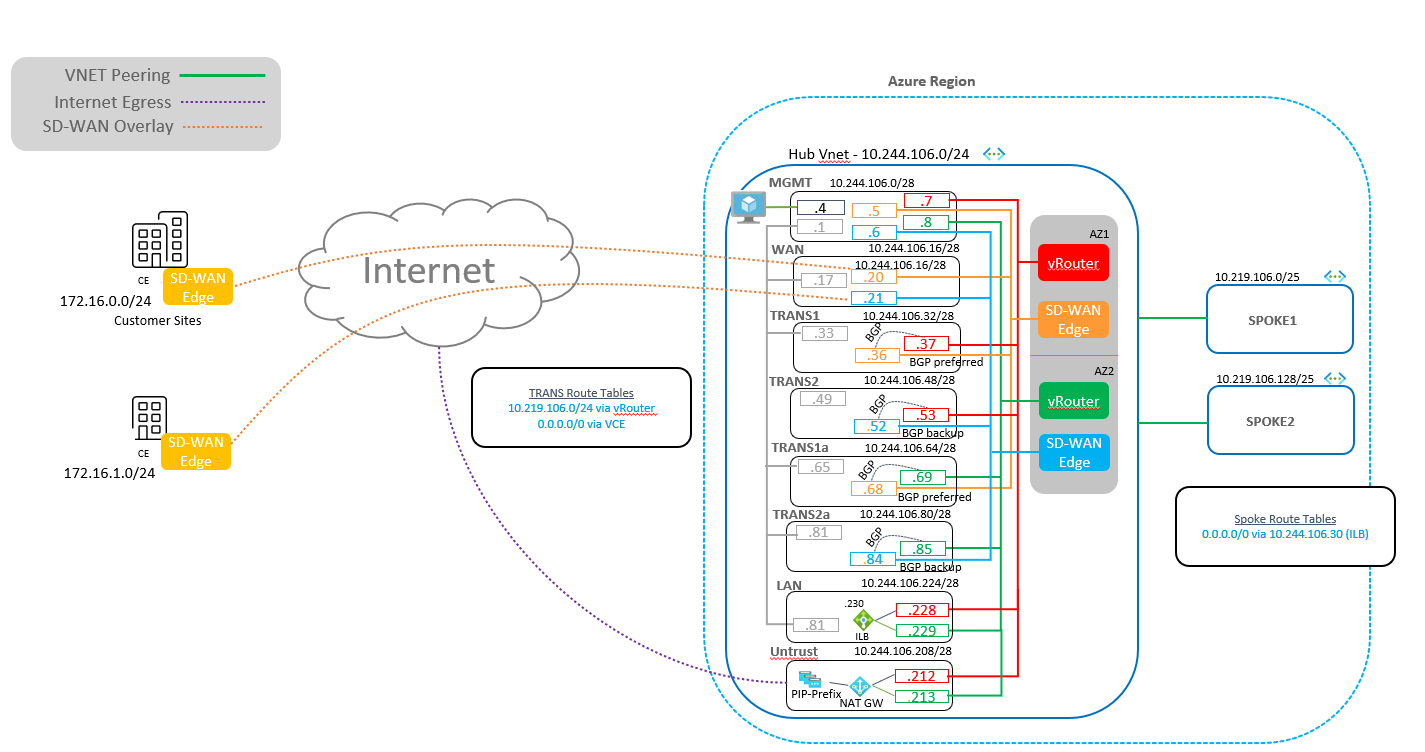 VNET Peering
Internet Egress
SD-WAN Overlay
Azure Region
Hub Vnet - 10.244.106.0/24
MGMT
10.244.106.0/28
.4
.5
.7
.1
.6
.8
WAN
10.244.106.16/28
10.244.106.16/28
.17
.20
.21
TRANS1
10.244.106.32/28
.33
BGP
.37
.36
BGP preferred
TRANS2
10.244.106.48/28
.49
BGP
.53
.52
BGP backup
TRANS1a
10.244.106.64/28
.65
BGP
.69
.68
BGP preferred
TRANS2a
10.244.106.80/28
.81
BGP
.85
.84
BGP backup
LAN
10.244.106.224/28
.230
.228
.81
ILB
.229
Untrust
10.244.106.208/28
.212
PIP-Prefix
NAT GW
.213
AZ1
vRouter
SD-WAN
Edge
AZ2
vRouter
SD-WAN
Edge
10.219.106.0/25
SPOKE1
10.219.106.128/25
SPOKE2
Spoke Route Tables
0.0.0.0/0 via 10.244.106.30 (ILB)
Internet
CE
SD-WAN
Edge
172.16.0.0/24
Customer Sites
TRANS Route Tables
10.219.106.0/24 via vRouter
0.0.0.0/0 via VCE
CE
SD-WAN
Edge
172.16.1.0/24